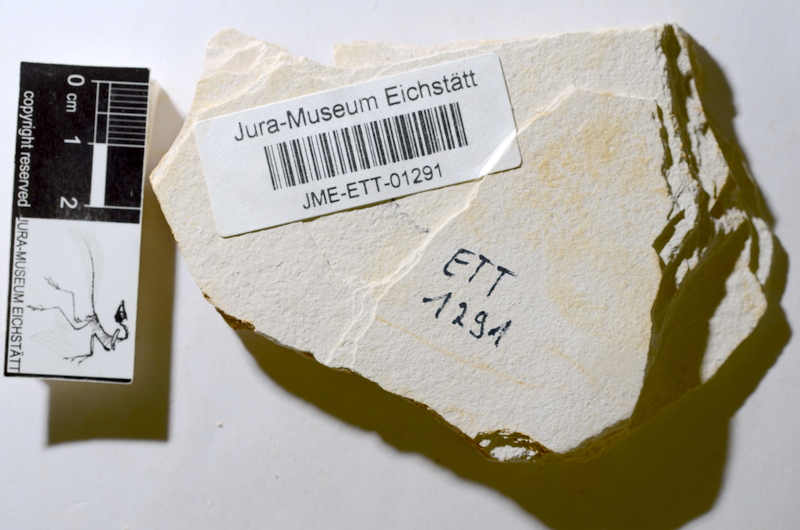 0
cm
1
2
copyright reserved
JURA-MUSEUM EICHSTÄTT
Jura-Museum Eichstätt
JME-ETT-01291
ETT
1291